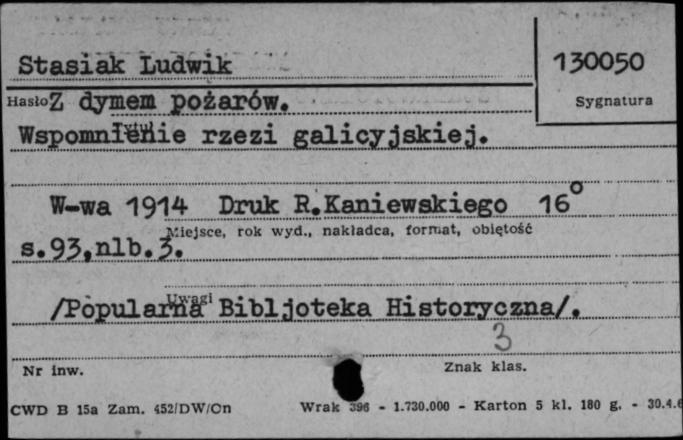 Stasiak Ludwik
130050
Hasło Z dymem pożarów.
Sygnatura
Wspomnienie rzezi galicyjskiej.
W-wa 1914 Druk R.Kaniewskiego 16°
Miejsce, rok wyd., nakładca, format, objętość
s.93,nlb.3.
Uwagi
/Popularna Bibljoteka Historyczna/.
3
Nr inw.
Znak klas.
CWD B 15a Zam. 452/DW/On
Wrak 396 - 1.730.000 - Karton 5 kl. 180 g. - 30.4.6